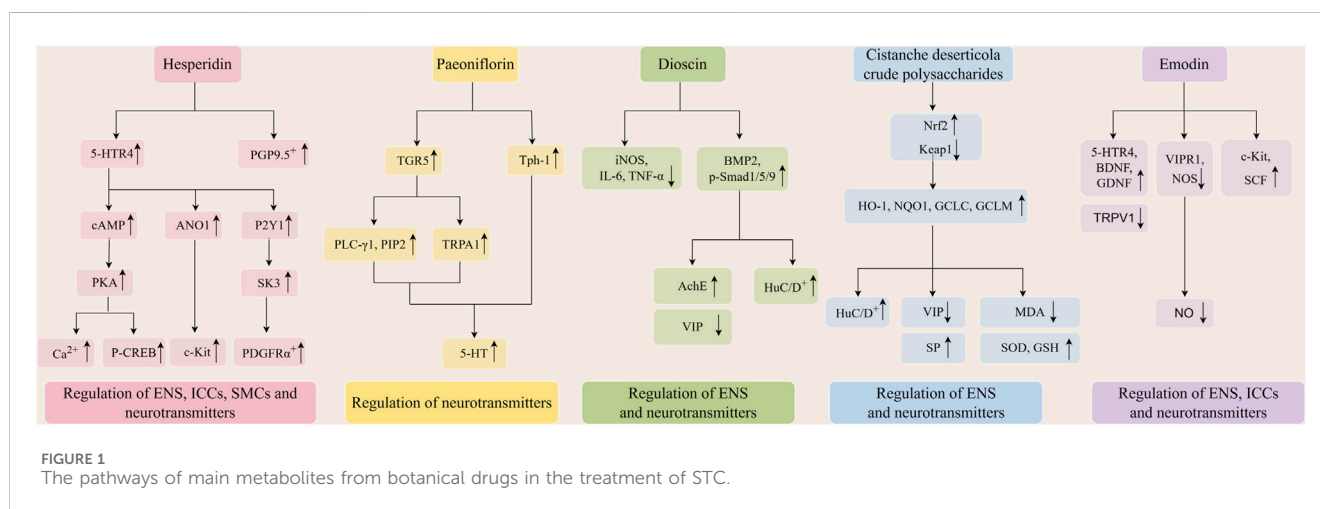 Hesperidin
5-HTR4↑
PGP9.5⁺↑
cAMP↑
ANO1↑
P2Y1↑
PKA↑
SK3↑
Ca²⁺↑
P-CREB↑
c-Kit↑
PDGFRα⁺↑
Regulation of ENS, ICCs, SMCs and
neurotransmitters
Paeoniflorin
TGR5↑
Tph-1↑
PLC-γ1, PIP2↑
TRPA1↑
5-HT↑
Regulation of neurotransmitters
Dioscin
iNOS,
IL-6, TNF-α↓
BMP2,
p-Smad1/5/9↑
AchE↑
HuC/D⁺↑
VIP↓
Regulation of ENS
and neurotransmitters
Cistanche deserticola
crude polysaccharides
Nrf2↑
Keap1↓
HO-1, NQO1, GCLC, GCLM↑
HuC/D⁺↑
VIP↓
MDA↓
SP↑
SOD, GSH↑
Regulation of ENS
and neurotransmitters
Emodin
5-HTR4,
BDNF,
GDNF↑
TRPV1↓
VIPR1,
NOS↓
c-Kit,
SCF↑
NO↓
Regulation of ENS, ICCs
and neurotransmitters
FIGURE 1
The pathways of main metabolites from botanical drugs in the treatment of STC.